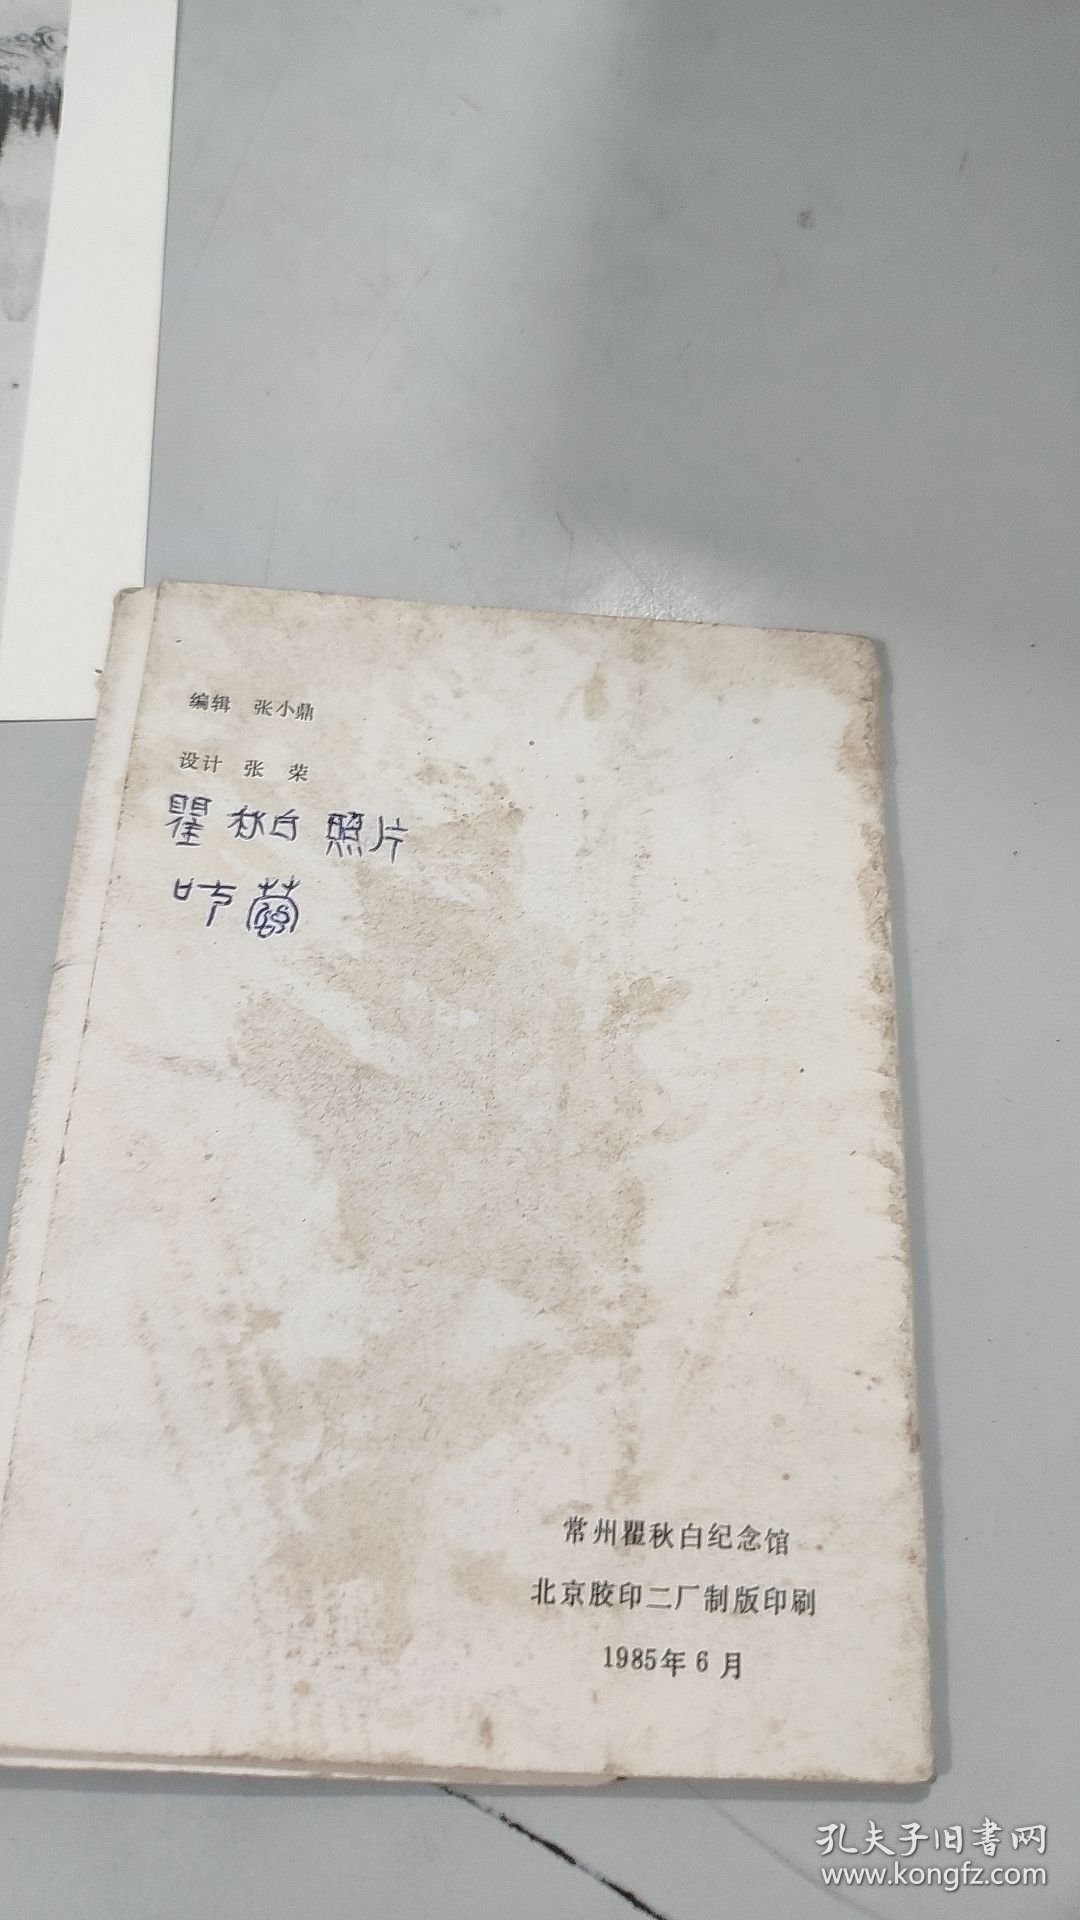 编辑 张小鼎
设计 张 荣
瞿秋白照片
常州瞿秋白纪念馆
北京胶印二厂制版印刷
1985年6月
孔夫子旧书网
www.kongfz.com